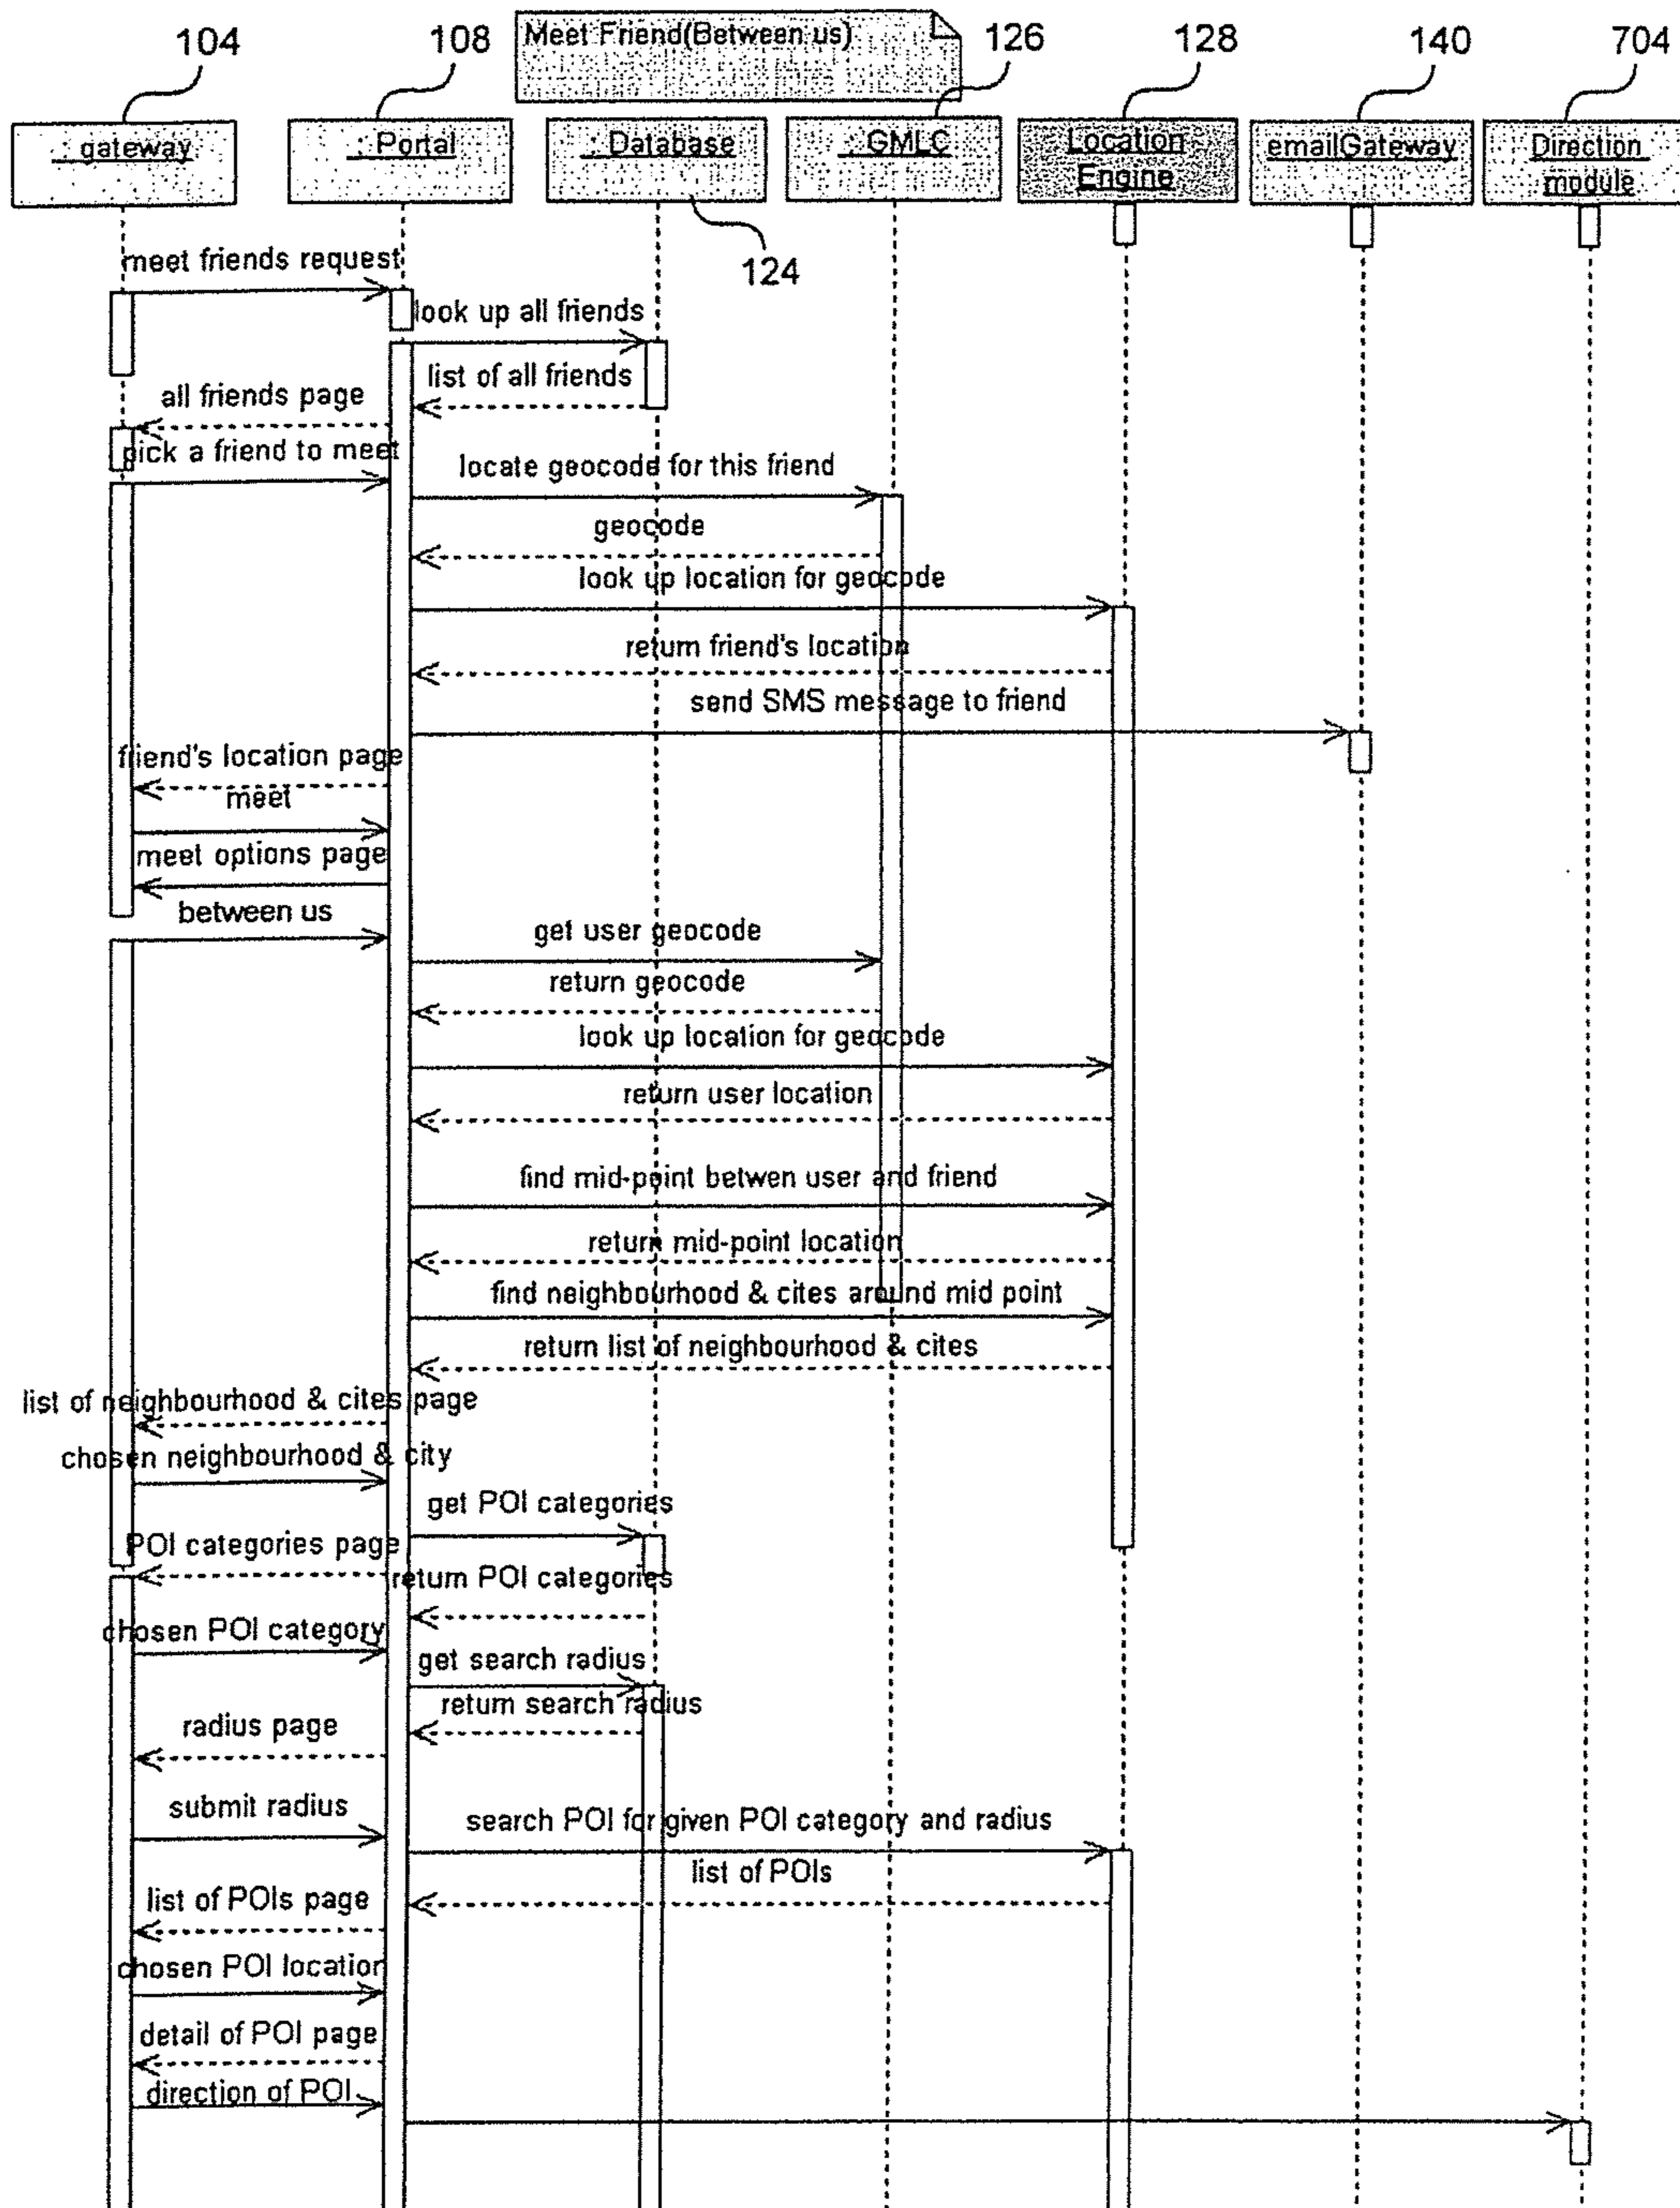 104
108
Meet Friend(Between us)
126
128
140
704
: gateway
: Portal
: Database
: GMLC
Location
Engine
emailGateway
Direction
module
124
meet friends request
look up all friends
list of all friends
all friends page
pick a friend to meet
locate geocode for this friend
geocode
look up location for geocode
return friend's location
send SMS message to friend
friend's location page
meet
meet options page
between us
get user geocode
return geocode
look up location for geocode
return user location
find mid-point betwen user and friend
return mid-point location
find neighbourhood & cites around mid point
return list of neighbourhood & cites
list of neighbourhood & cites page
chosen neighbourhood & city
get POI categories
POI categories page
return POI categories
chosen POI category
get search radius
return search radius
radius page
submit radius
search POI for given POI category and radius
list of POIs
list of POIs page
chosen POI location
detail of POI page
direction of POI